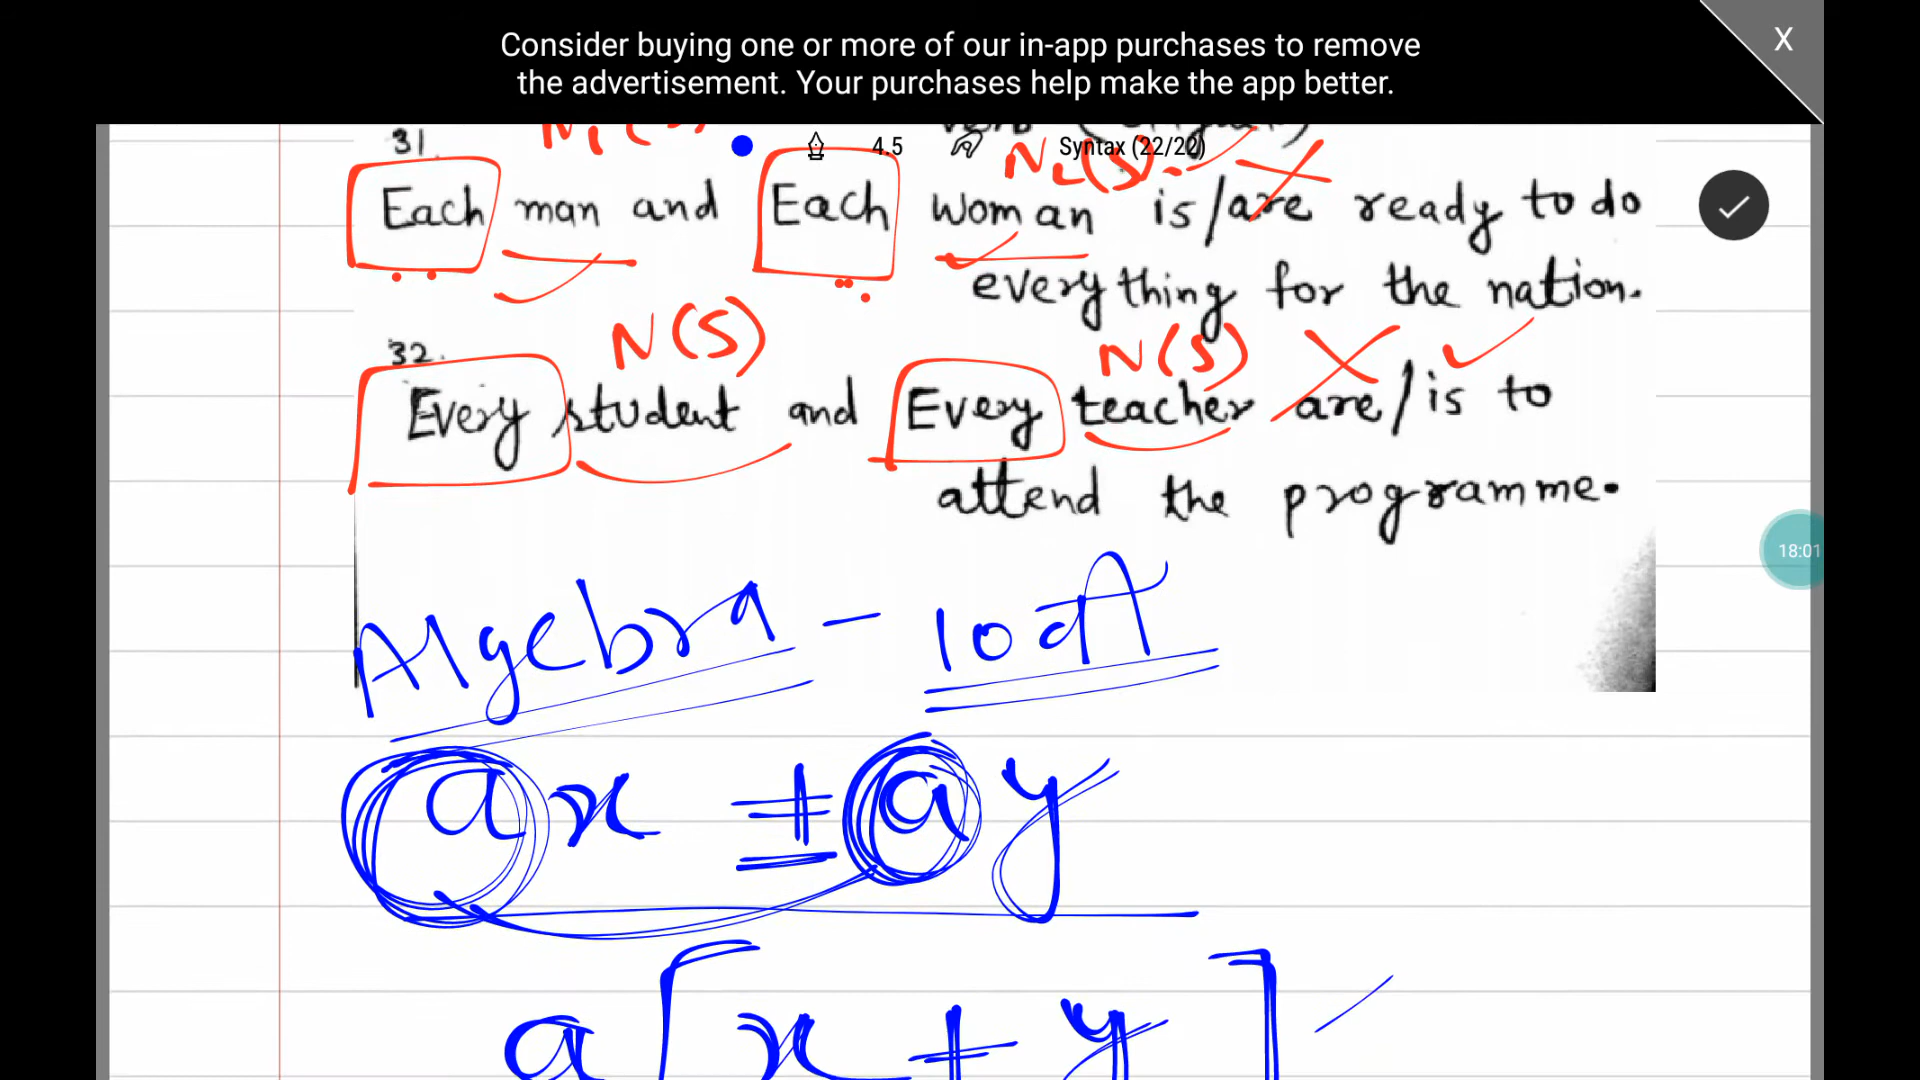 Consider buying one or more of our in-app purchases to remove
the advertisement. Your purchases help make the app better.
X
31.
4.5
Syntax (22/22)
N₂(S)
Each man and Each woman is/are ready to do
everything for the nation.
N(S) N(S)
32.
Every student and Every teacher are/is to
attend the programme.
18:01
Algebra - 10th
ax + ay
a[x + y]